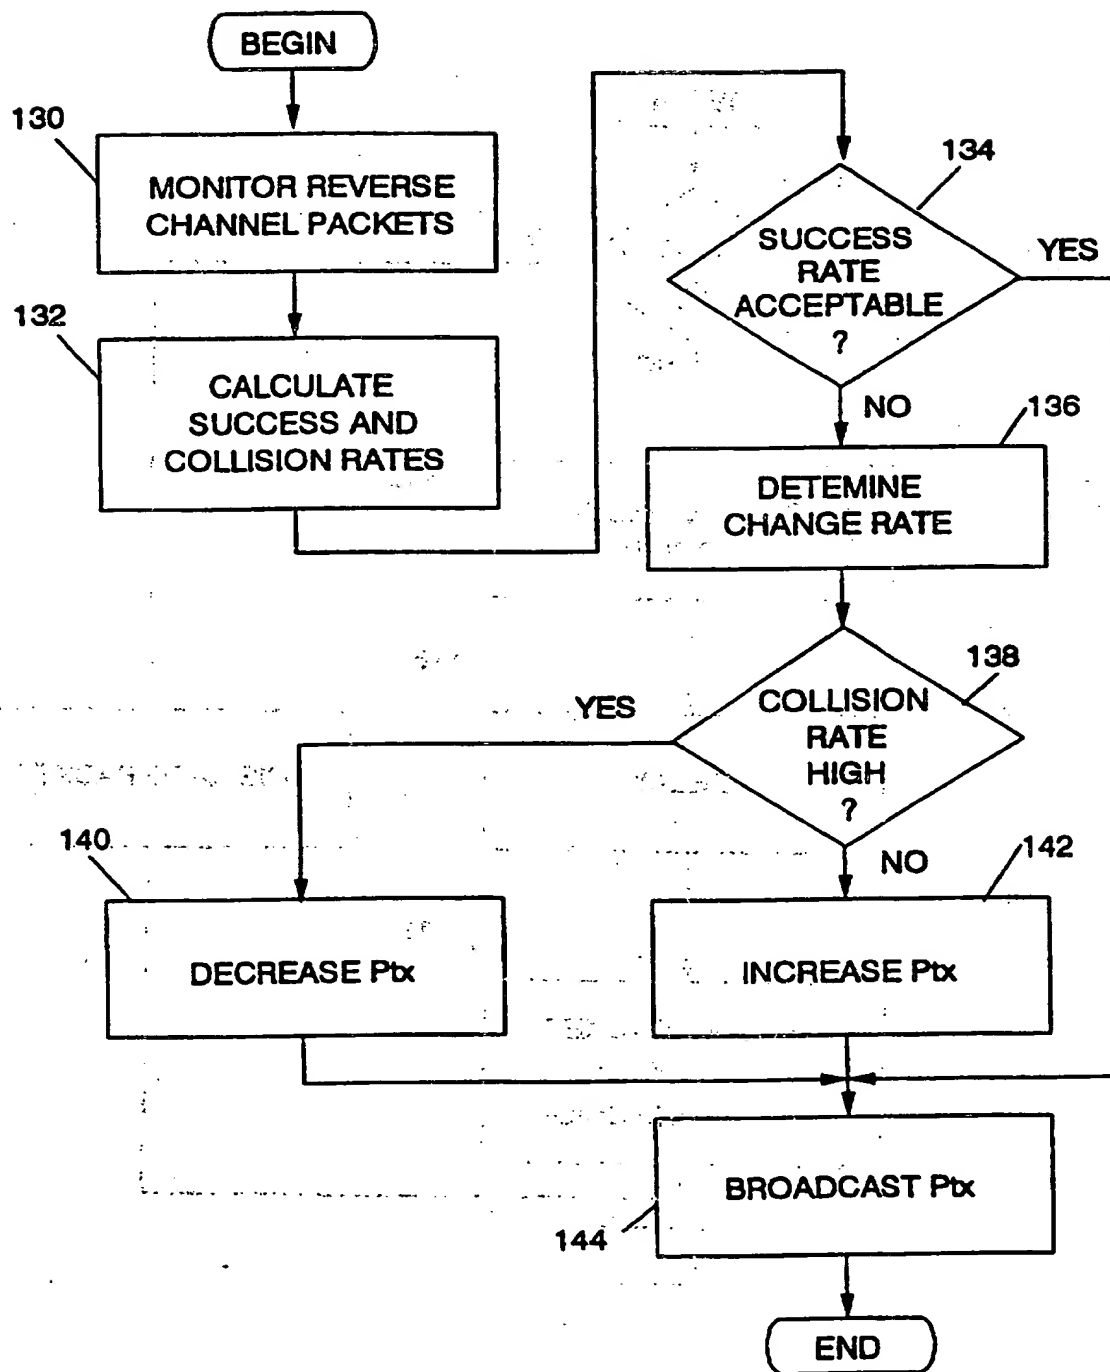 BEGIN
130
MONITOR REVERSE
CHANNEL PACKETS
132
CALCULATE
SUCCESS AND
COLLISION RATES
134
SUCCESS
RATE
ACCEPTABLE
?
YES
NO
136
DETEMINE
CHANGE RATE
138
COLLISION
RATE
HIGH
?
YES
NO
140
DECREASE Ptx
142
INCREASE Ptx
BROADCAST Ptx
144
END